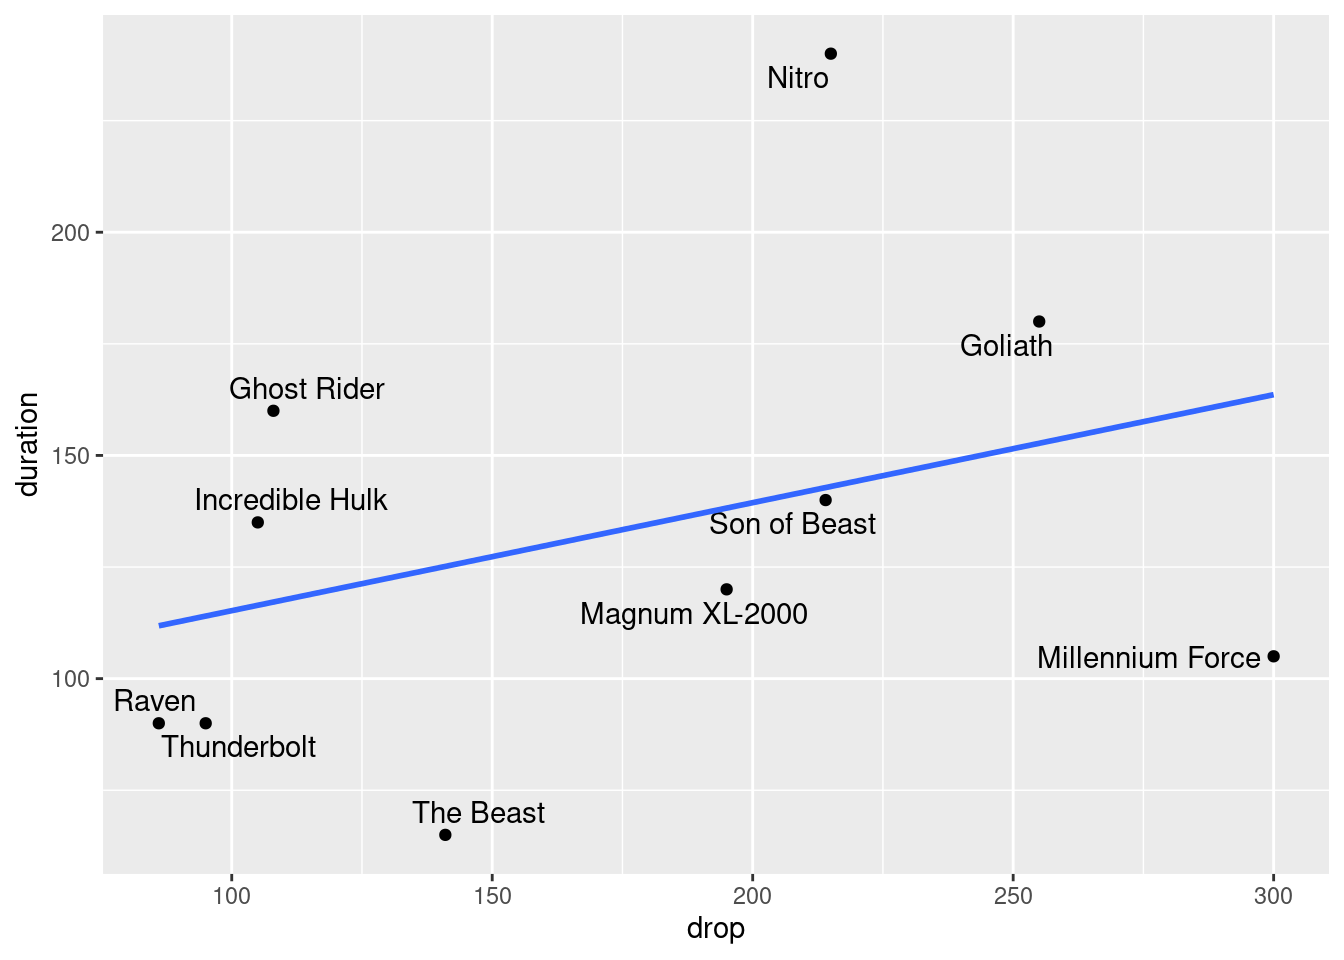 Nitro
200
Goliath
Ghost Rider
150
Incredible Hulk
Son of Beast
Magnum XL-2000
Millennium Force
100
Raven
Thunderbolt
The Beast
duration
100 150 200 250 300
drop